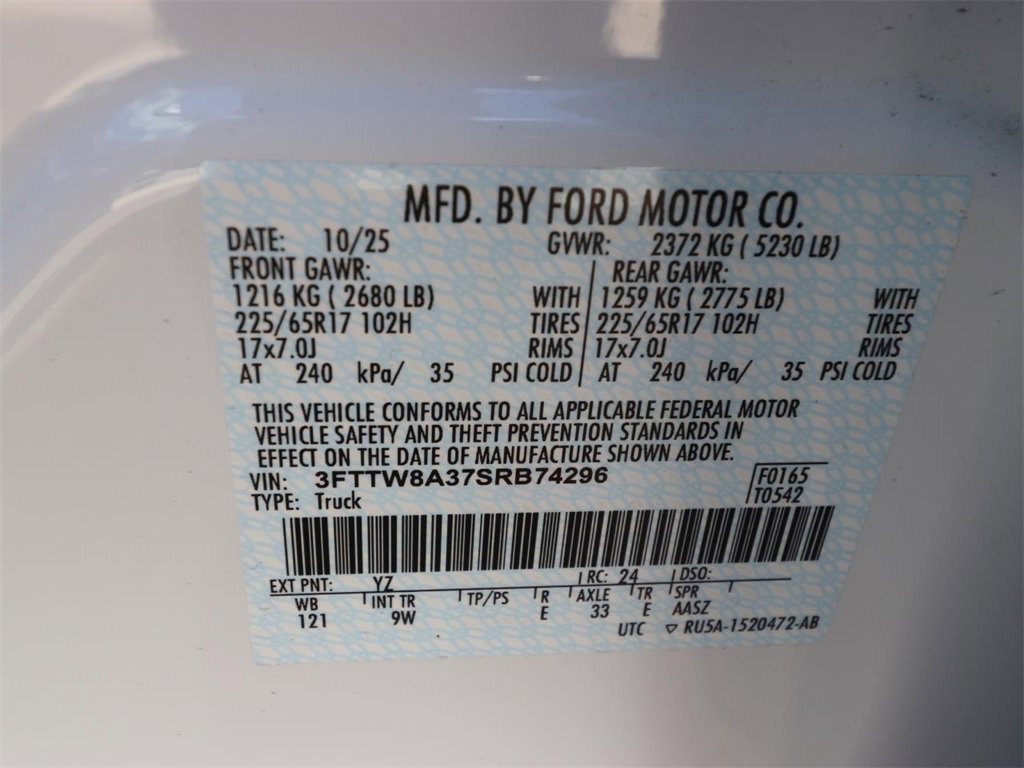 MFD. BY FORD MOTOR CO.
DATE: 10/25 GVWR: 2372 KG ( 5230 LB)
FRONT GAWR: REAR GAWR:
1216 KG ( 2680 LB) WITH 1259 KG ( 2775 LB) WITH
225/65R17 102H TIRES 225/65R17 102H TIRES
17x7.0J RIMS 17x7.0J RIMS
AT 240 kPa/ 35 PSI COLD AT 240 kPa/ 35 PSI COLD
THIS VEHICLE CONFORMS TO ALL APPLICABLE FEDERAL MOTOR
VEHICLE SAFETY AND THEFT PREVENTION STANDARDS IN
EFFECT ON THE DATE OF MANUFACTURE SHOWN ABOVE.
VIN: 3FTTW8A37SRB74296 F0165
TYPE: Truck T0542
EXT PNT: YZ RC: 24 DSO:
WB INT TR TP/PS R AXLE TR SPR
121 9W E 33 E AASZ
UTC ▽ RU5A-1520472-AB